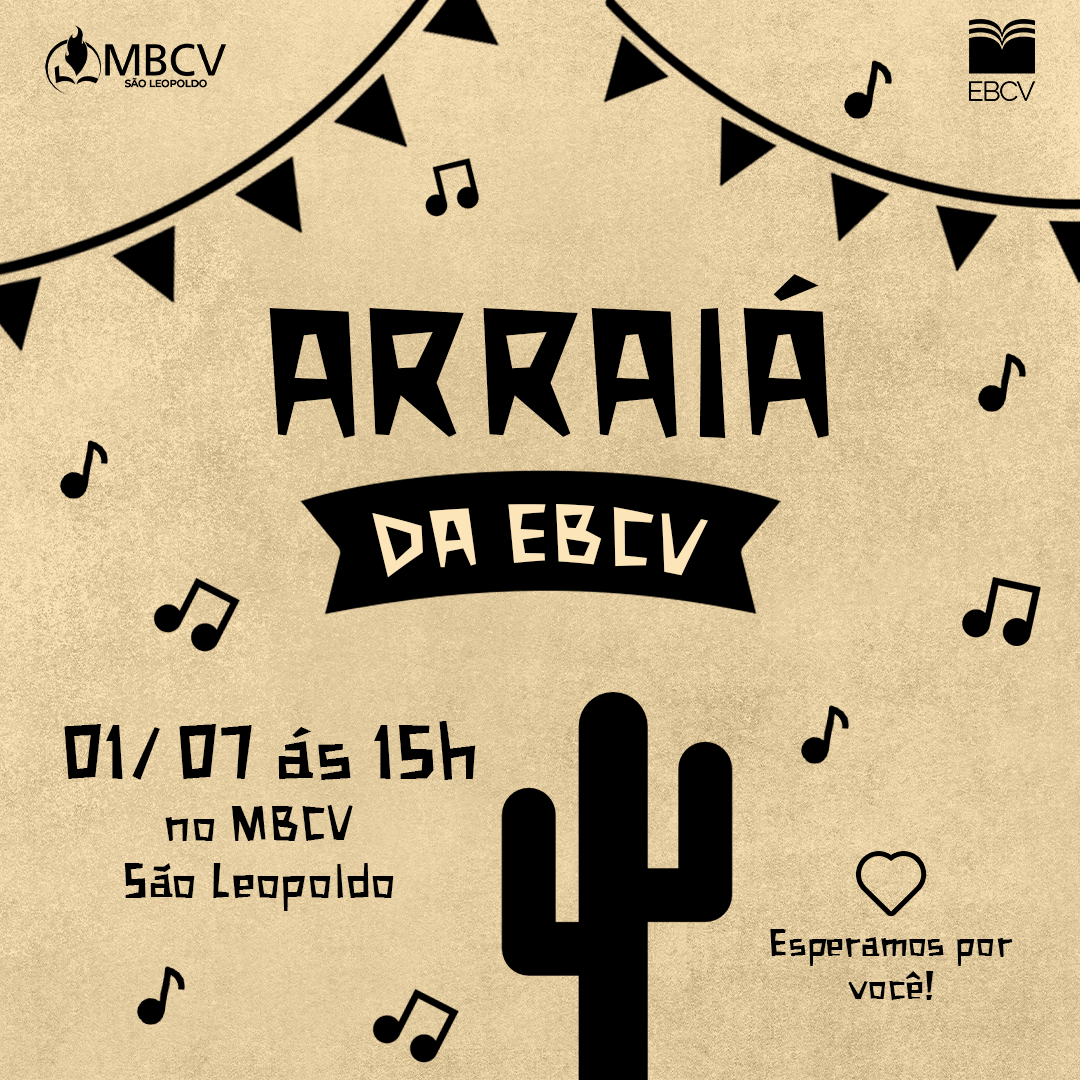 MBCV
SÃO LEOPOLDO
EBCV
ARRAIÁ
DA EBCV
01/07 ás 15h
no MBCV
São Leopoldo
Esperamos por
você!